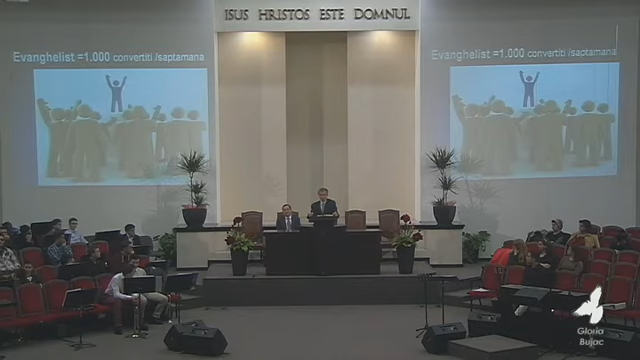 ISUS HRISTOS ESTE DOMNUL
Evanghelist =1.000 convertiti /saptamana
Evanghelist =1.000 convertiti /saptamana
Gloria
Bujac